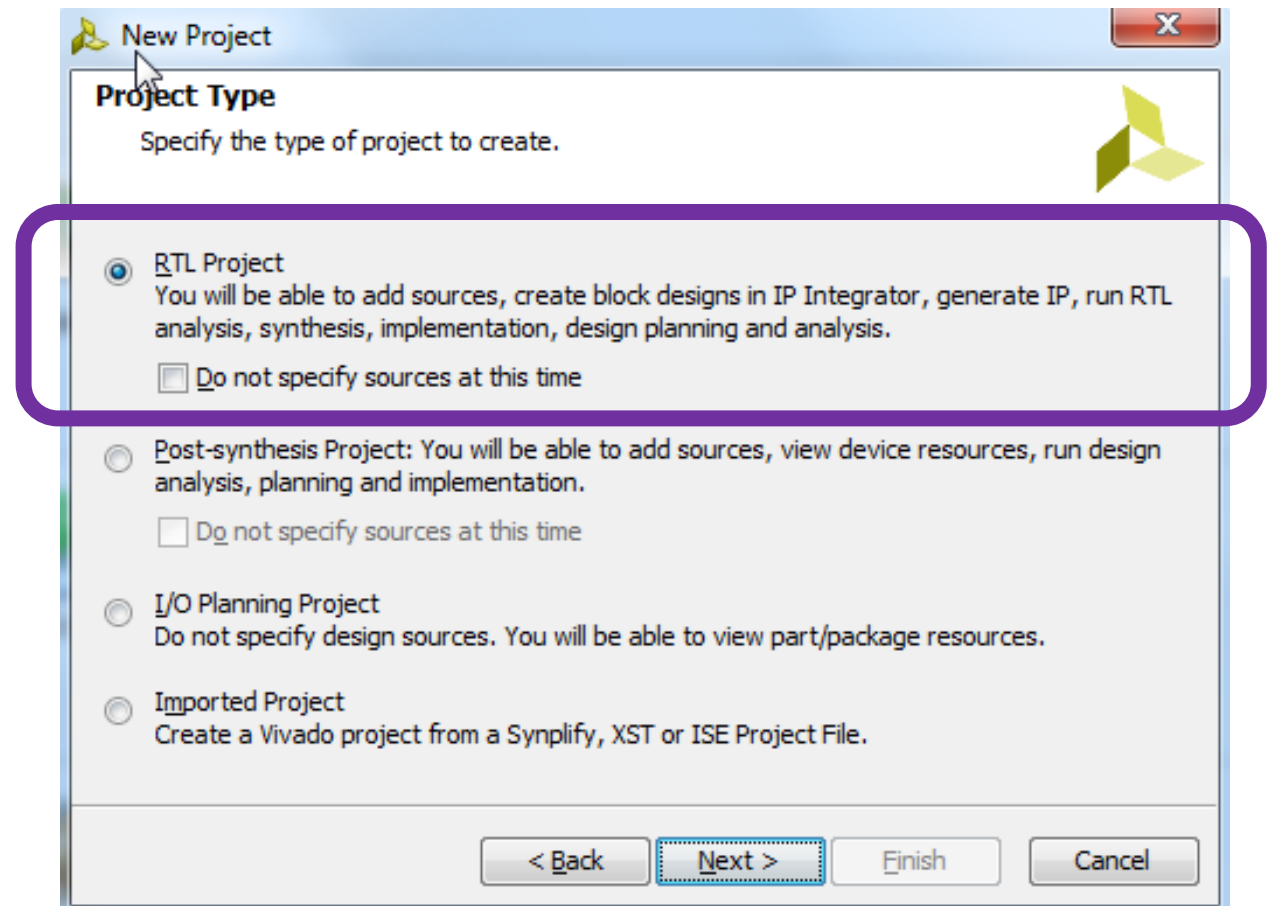 New Project
X
Project Type
Specify the type of project to create.
RTL Project
You will be able to add sources, create block designs in IP Integrator, generate IP, run RTL
analysis, synthesis, implementation, design planning and analysis.
Do not specify sources at this time
Post-synthesis Project: You will be able to add sources, view device resources, run design
analysis, planning and implementation.
Do not specify sources at this time
I/O Planning Project
Do not specify design sources. You will be able to view part/package resources.
Imported Project
Create a Vivado project from a Synplify, XST or ISE Project File.
< Back Next > Finish Cancel